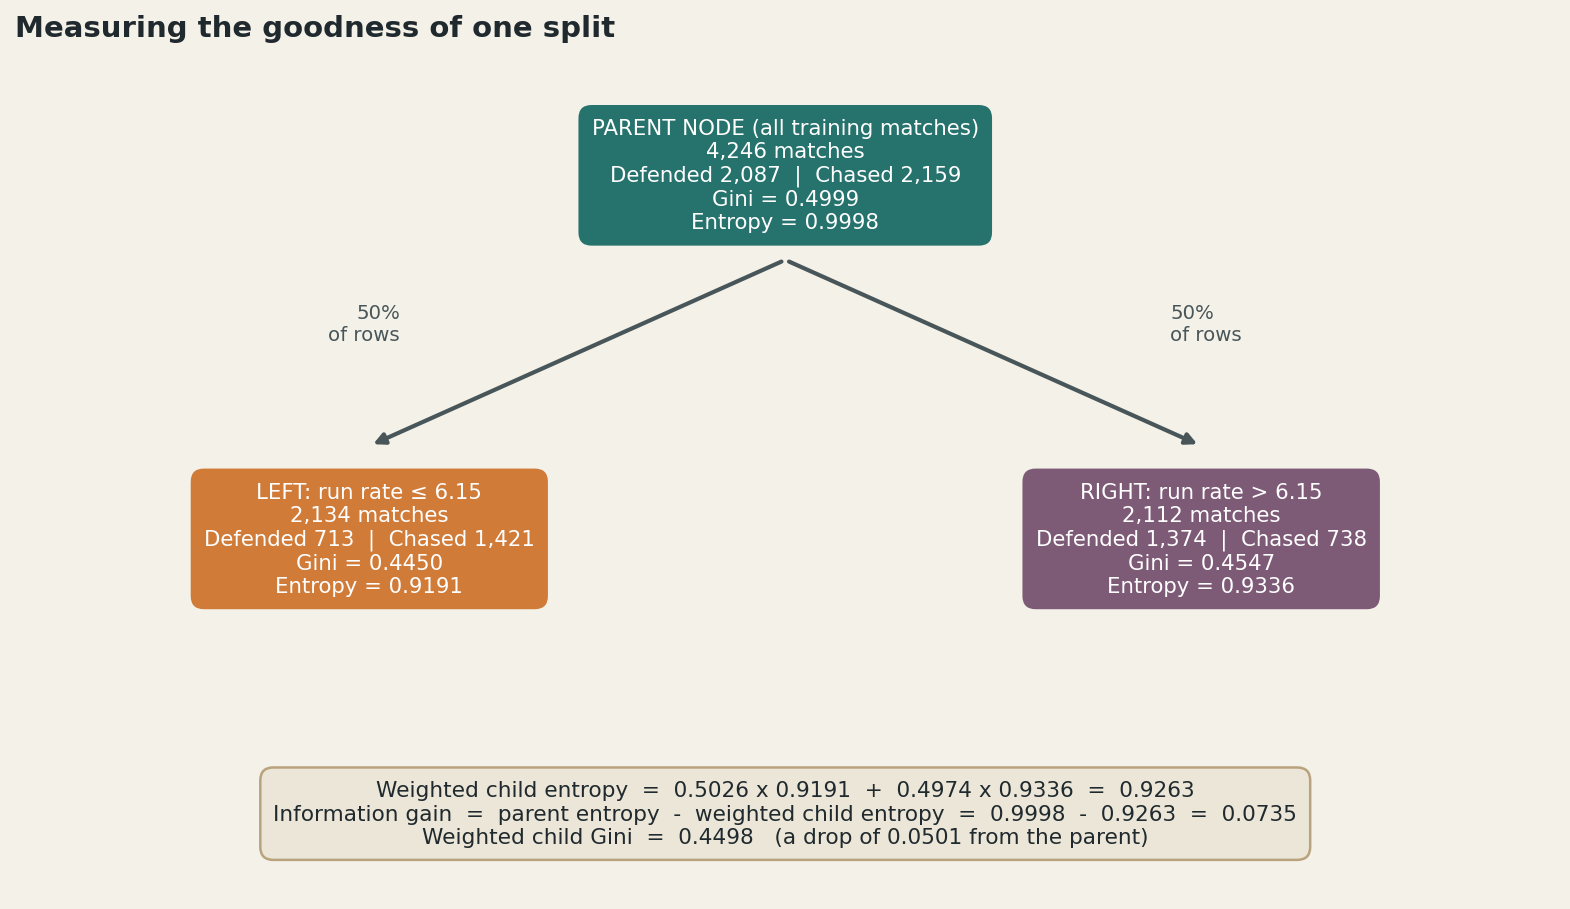 Measuring the goodness of one split
PARENT NODE (all training matches)
4,246 matches
Defended 2,087 | Chased 2,159
Gini = 0.4999
Entropy = 0.9998
50%
of rows
50%
of rows
LEFT: run rate ≤ 6.15
2,134 matches
Defended 713 | Chased 1,421
Gini = 0.4450
Entropy = 0.9191
RIGHT: run rate > 6.15
2,112 matches
Defended 1,374 | Chased 738
Gini = 0.4547
Entropy = 0.9336
Weighted child entropy = 0.5026 x 0.9191 + 0.4974 x 0.9336 = 0.9263
Information gain = parent entropy - weighted child entropy = 0.9998 - 0.9263 = 0.0735
Weighted child Gini = 0.4498 (a drop of 0.0501 from the parent)